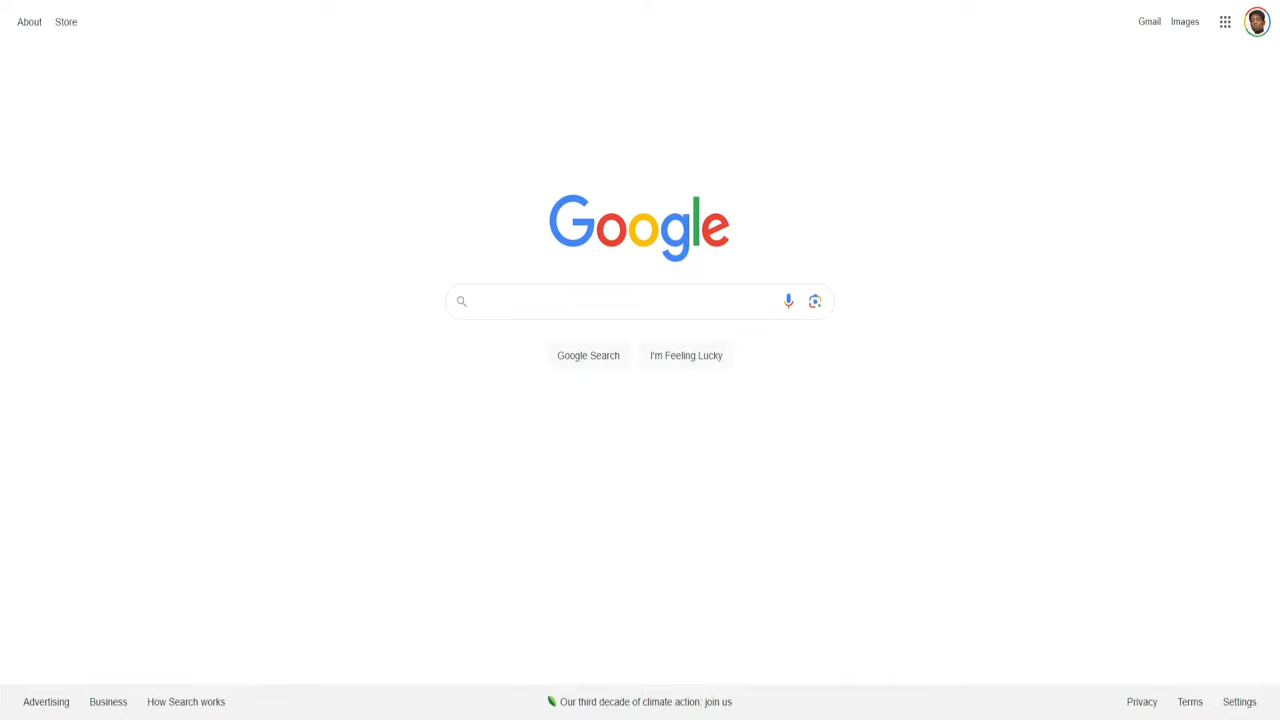 About Store
Gmail Images
Google
Google Search I'm Feeling Lucky
Advertising Business How Search works
Our third decade of climate action: join us
Privacy Terms Settings